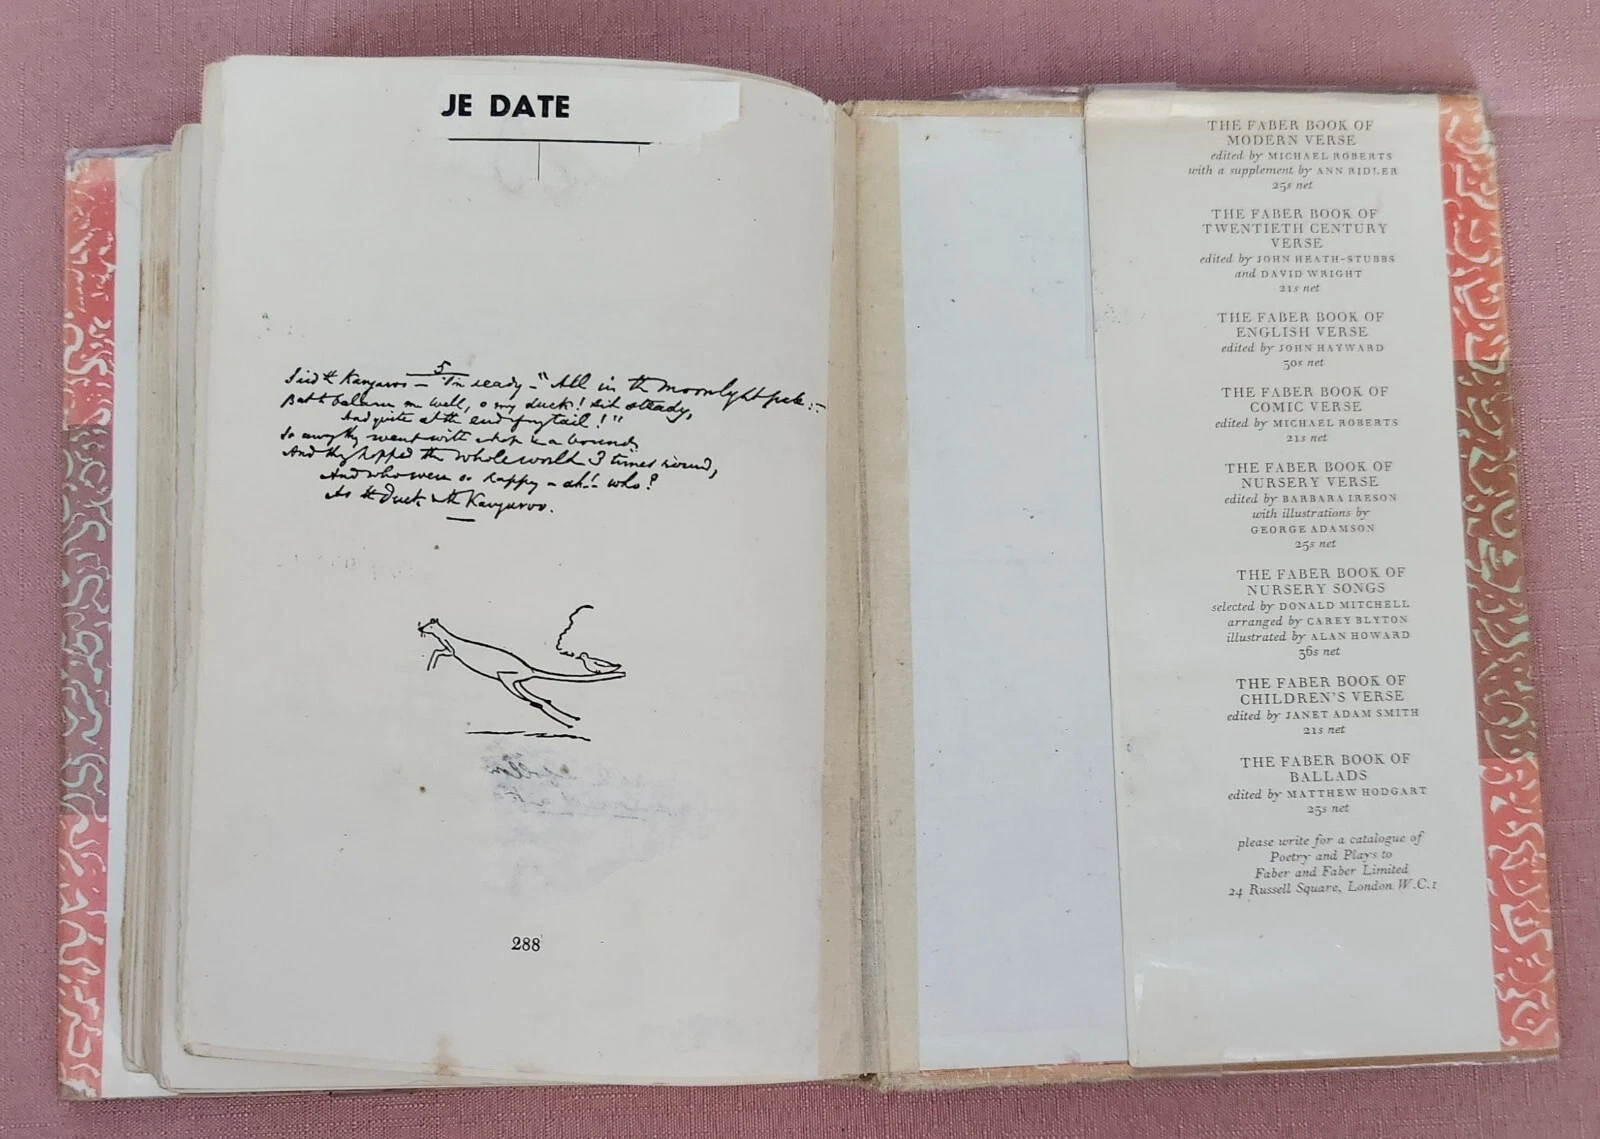 JE DATE
5
Said th Kangaroo — "I'm ready — "All in th moonlight pale: —
But to balance me well, o my duck! sit steady,
And quite at the end of my tail!"
So away they went with a hop & a bound,
And they hopped the whole world 3 times round,
And who were so happy — ah!! who?
As th Duck & th Kangaroo.
288
THE FABER BOOK OF
MODERN VERSE
edited by MICHAEL ROBERTS
with a supplement by ANN RIDLER
25s net
THE FABER BOOK OF
TWENTIETH CENTURY
VERSE
edited by JOHN HEATH-STUBBS
and DAVID WRIGHT
21s net
THE FABER BOOK OF
ENGLISH VERSE
edited by JOHN HAYWARD
30s net
THE FABER BOOK OF
COMIC VERSE
edited by MICHAEL ROBERTS
21s net
THE FABER BOOK OF
NURSERY VERSE
edited by BARBARA IRESON
with illustrations by
GEORGE ADAMSON
25s net
THE FABER BOOK OF
NURSERY SONGS
selected by DONALD MITCHELL
arranged by CAREY BLYTON
illustrated by ALAN HOWARD
36s net
THE FABER BOOK OF
CHILDREN'S VERSE
edited by JANET ADAM SMITH
21s net
THE FABER BOOK OF
BALLADS
edited by MATTHEW HODGART
25s net
please write for a catalogue of
Poetry and Plays to
Faber and Faber Limited
24 Russell Square, London W.C.1